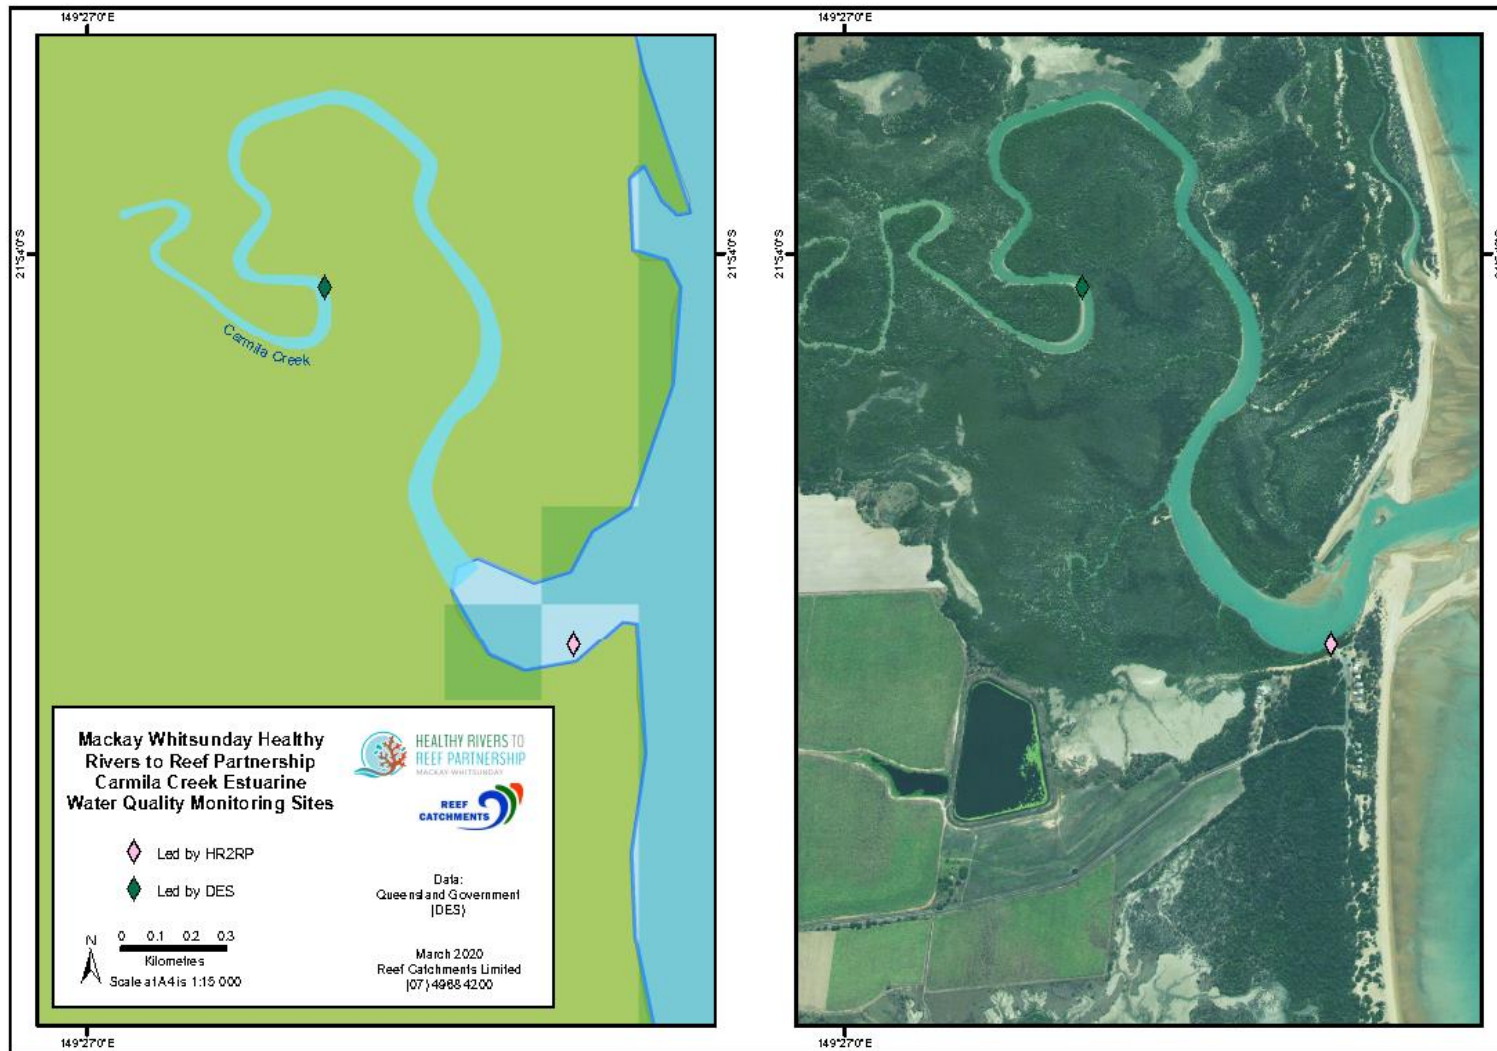 149°27'0"E
149°27'0"E
21°54'0"S
21°54'0"S
21°54'0"S
Carmila Creek
Mackay Whitsunday Healthy
Rivers to Reef Partnership
Carmila Creek Estuarine
Water Quality Monitoring Sites
HEALTHY RIVERS TO
REEF PARTNERSHIP
MACKAY-WHITSUNDAY
REEF
CATCHMENTS
Led by HR2RP
Led by DES
Data:
Queensland Government
(DES)
N
0 0.1 0.2 0.3
Kilometres
Scale at A4 is 1:15 000
March 2020
Reef Catchments Limited
(07) 4968 4200
149°27'0"E
149°27'0"E